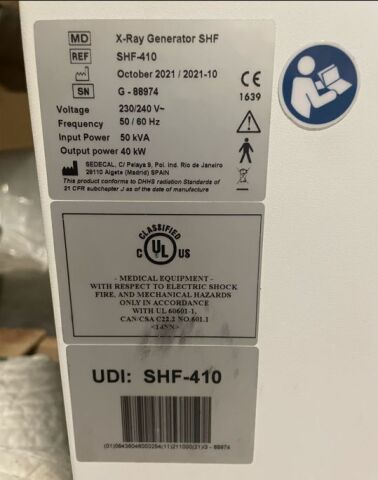 MD X-Ray Generator SHF
REF SHF-410
October 2021 / 2021-10
SN G - 88974
CE
1639
Voltage 230/240 V~
Frequency 50 / 60 Hz
Input Power 50 kVA
Output power 40 kW
SEDECAL, C/ Pelaya 9, Pol. Ind. Rio de Janeiro
28110 Algete (Madrid) SPAIN
This product conforms to DHHS radiation Standards of
21 CFR subchapter J as of the date of manufacture
CLASSIFIED
C UL US
- MEDICAL EQUIPMENT -
WITH RESPECT TO ELECTRIC SHOCK
FIRE, AND MECHANICAL HAZARDS
ONLY IN ACCORDANCE
WITH UL 60601-1,
CAN/CSA C22.2 NO.601.1
<14NN>
UDI: SHF-410